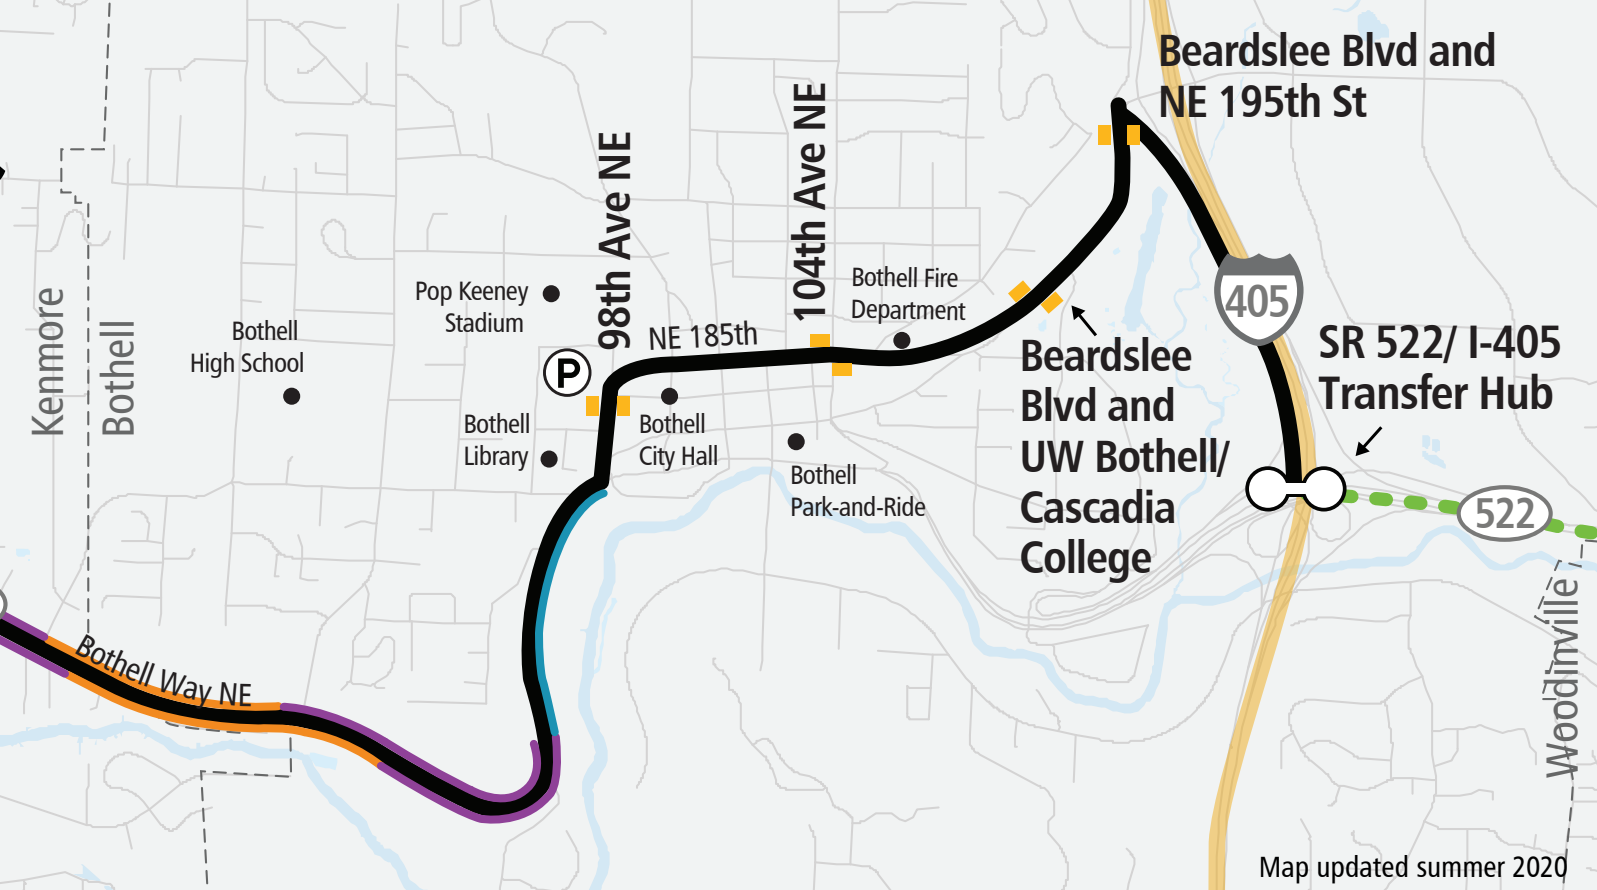 Beardslee Blvd and
NE 195th St
98th Ave NE
104th Ave NE
Pop Keeney
Stadium
Bothell Fire
Department
405
Kenmore
Bothell
Bothell
High School
NE 185th
P
SR 522/ I-405
Transfer Hub
Beardslee
Blvd and
UW Bothell/
Cascadia
College
Bothell
Library
Bothell
City Hall
Bothell
Park-and-Ride
522
Woodinville
Bothell Way NE
Map updated summer 2020